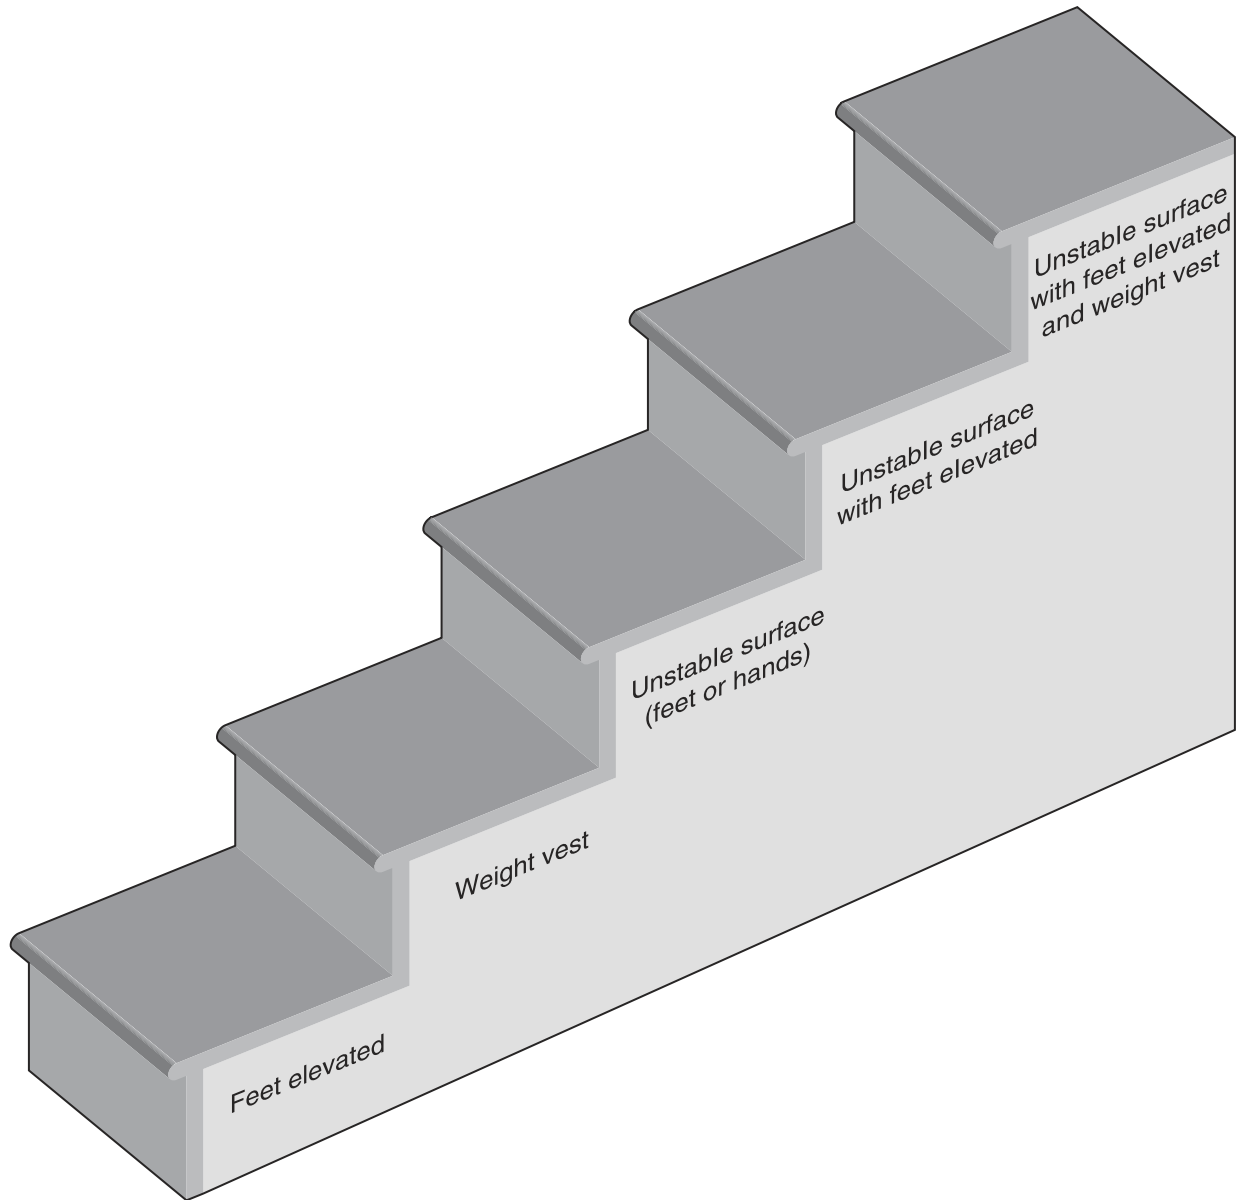 Unstable surface
with feet elevated
and weight vest
Unstable surface
with feet elevated
Unstable surface
(feet or hands)
Weight vest
Feet elevated